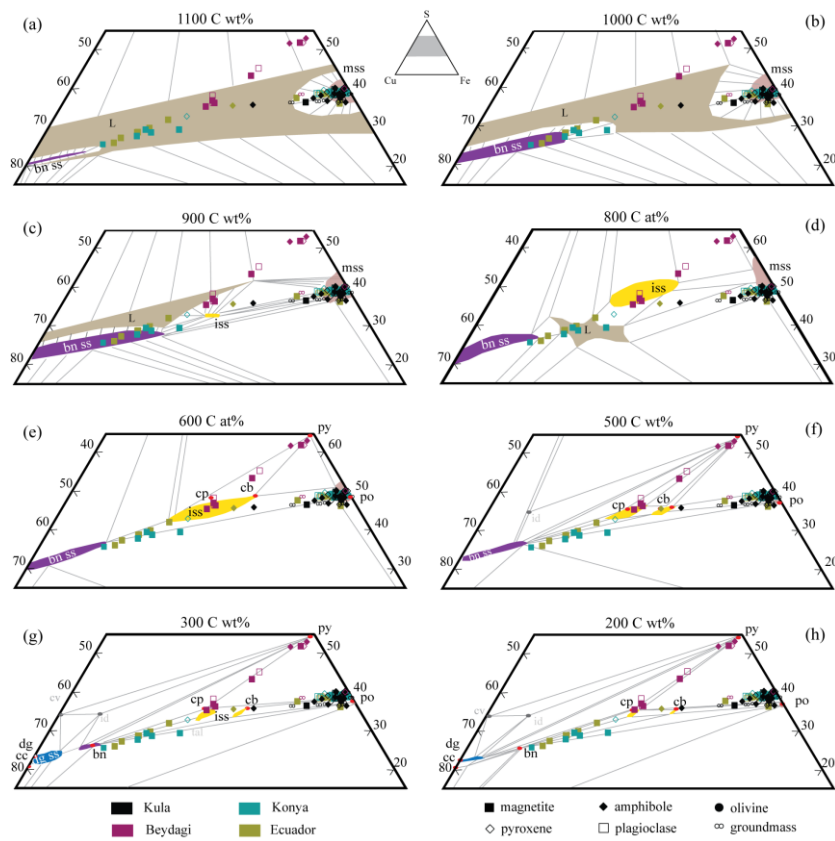 (a) 1100 C wt% S 1000 C wt% (b)
Cu Fe
50 50 50 50
60 mss 40 60 mss 40
70 L 30 70 L 30
80 bn ss 20 80 bn ss 20
(c) 900 C wt% 800 C at% (d)
50 50 40 60
60 mss 40 50 mss 50
70 L iss 30 60 iss L 40
80 bn ss 20 70 bn ss 30
(e) 600 C at% 500 C wt% (f)
40 py 60 50 py 50
50 cp cb 50 60 id cp cb 40
60 iss po 40 70 iss po 30
70 bn ss 30 80 bn ss 20
(g) 300 C wt% 200 C wt% (h)
50 py 50 50 py 50
60 cv id cp cb 40 60 cv id cp cb 40
70 iss po 30 70 po 30
dg cc 80 dg ss bn 20 dg cc 80 bn 20
Kula Konya magnetite amphibole olivine
Beydagi Ecuador pyroxene plagioclase groundmass